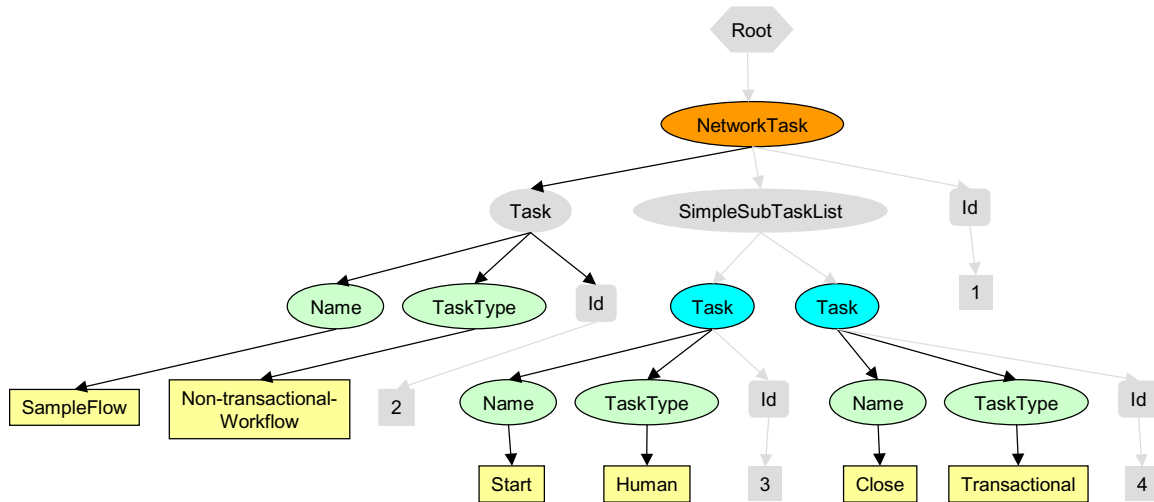 Root
NetworkTask
Task
SimpleSubTaskList
Id
Name
TaskType
Id
Task
Task
1
SampleFlow
Non-transactional-
Workflow
2
Name
TaskType
Id
Name
TaskType
Id
Start
Human
3
Close
Transactional
4